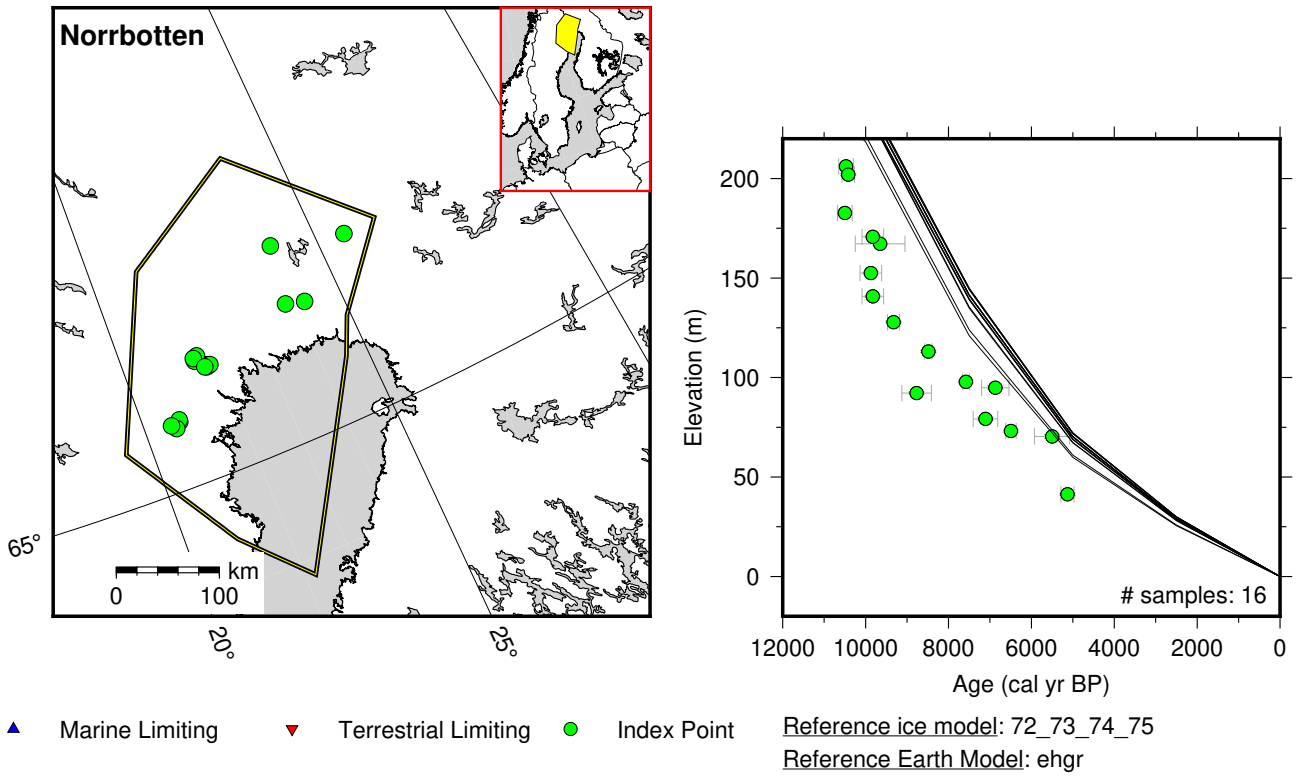 Norrbotten
65°
20°
25°
km
0 100
200
150
100
50
0
Elevation (m)
# samples: 16
12000 10000 8000 6000 4000 2000 0
Age (cal yr BP)
Marine Limiting Terrestrial Limiting Index Point
Reference ice model: 72_73_74_75
Reference Earth Model: ehgr